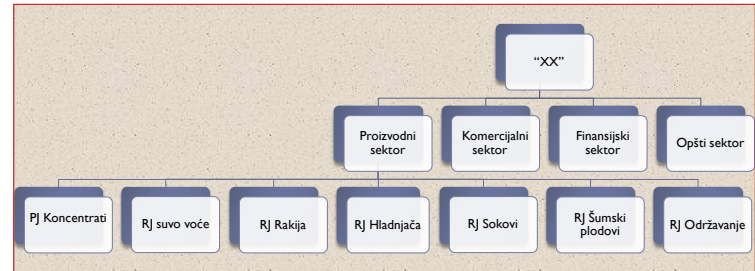 “XX”
Proizvodni
sektor
Komercijalni
sektor
Finansijski
sektor
Opšti sektor
PJ Koncentrati
RJ suvo voće
RJ Rakija
RJ Hladnjača
RJ Sokovi
RJ Šumski
plodovi
RJ Održavanje